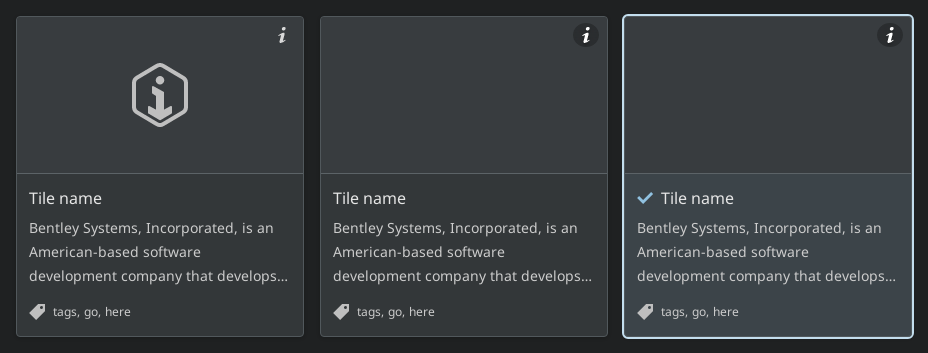 Tile name
Bentley Systems, Incorporated, is an
American-based software
development company that develops...
tags, go, here
Tile name
Bentley Systems, Incorporated, is an
American-based software
development company that develops...
tags, go, here
Tile name
Bentley Systems, Incorporated, is an
American-based software
development company that develops...
tags, go, here